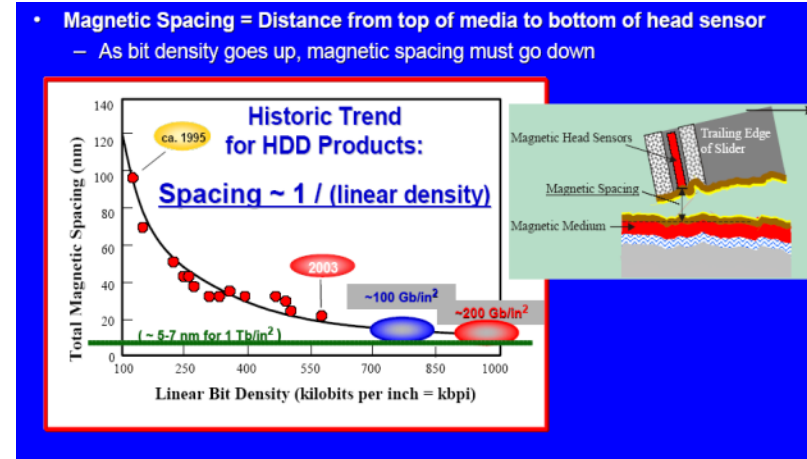 • Magnetic Spacing = Distance from top of media to bottom of head sensor
– As bit density goes up, magnetic spacing must go down
Historic Trend
for HDD Products:
Spacing ~ 1 / (linear density)
ca. 1995
2003
~100 Gb/in²
~200 Gb/in²
( ~ 5-7 nm for 1 Tb/in² )
Total Magnetic Spacing (nm)
140
120
100
80
60
40
20
0
100
250
400
550
700
850
1000
Linear Bit Density (kilobits per inch = kbpi)
Magnetic Head Sensors
Trailing Edge
of Slider
Magnetic Spacing
Magnetic Medium